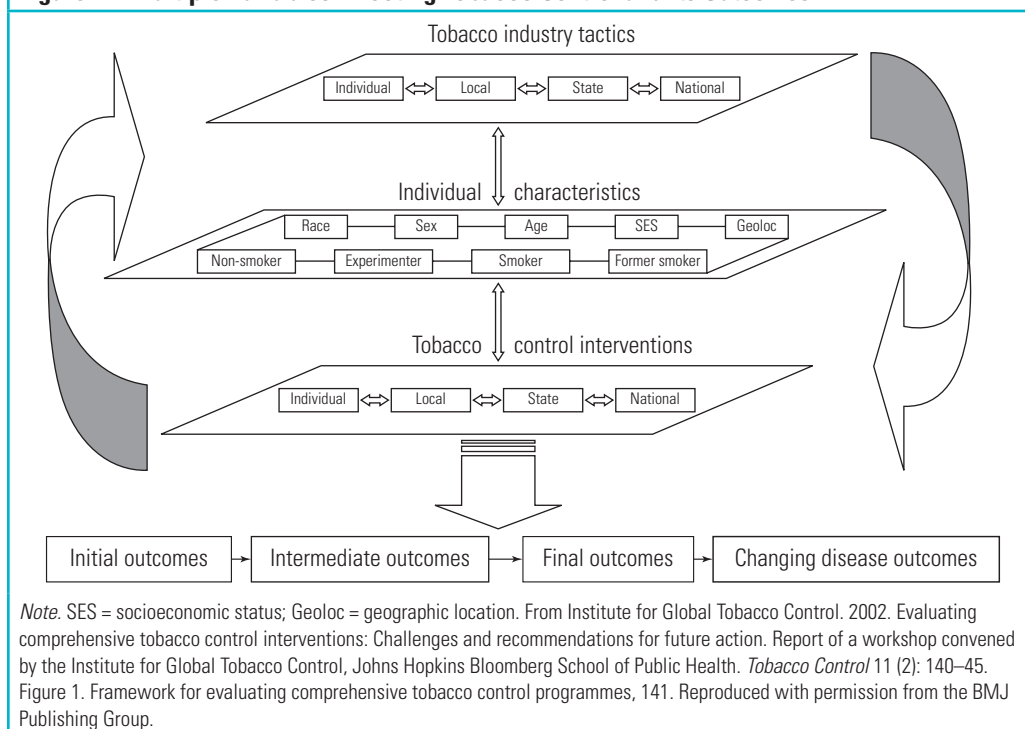 Tobacco industry tactics
Individual Local State National
Individual characteristics
Race Sex Age SES Geoloc
Non-smoker Experimenter Smoker Former smoker
Tobacco control interventions
Individual Local State National
Initial outcomes Intermediate outcomes Final outcomes Changing disease outcomes
Note. SES = socioeconomic status; Geoloc = geographic location. From Institute for Global Tobacco Control. 2002. Evaluating
comprehensive tobacco control interventions: Challenges and recommendations for future action. Report of a workshop convened
by the Institute for Global Tobacco Control, Johns Hopkins Bloomberg School of Public Health. Tobacco Control 11 (2): 140–45.
Figure 1. Framework for evaluating comprehensive tobacco control programmes, 141. Reproduced with permission from the BMJ
Publishing Group.